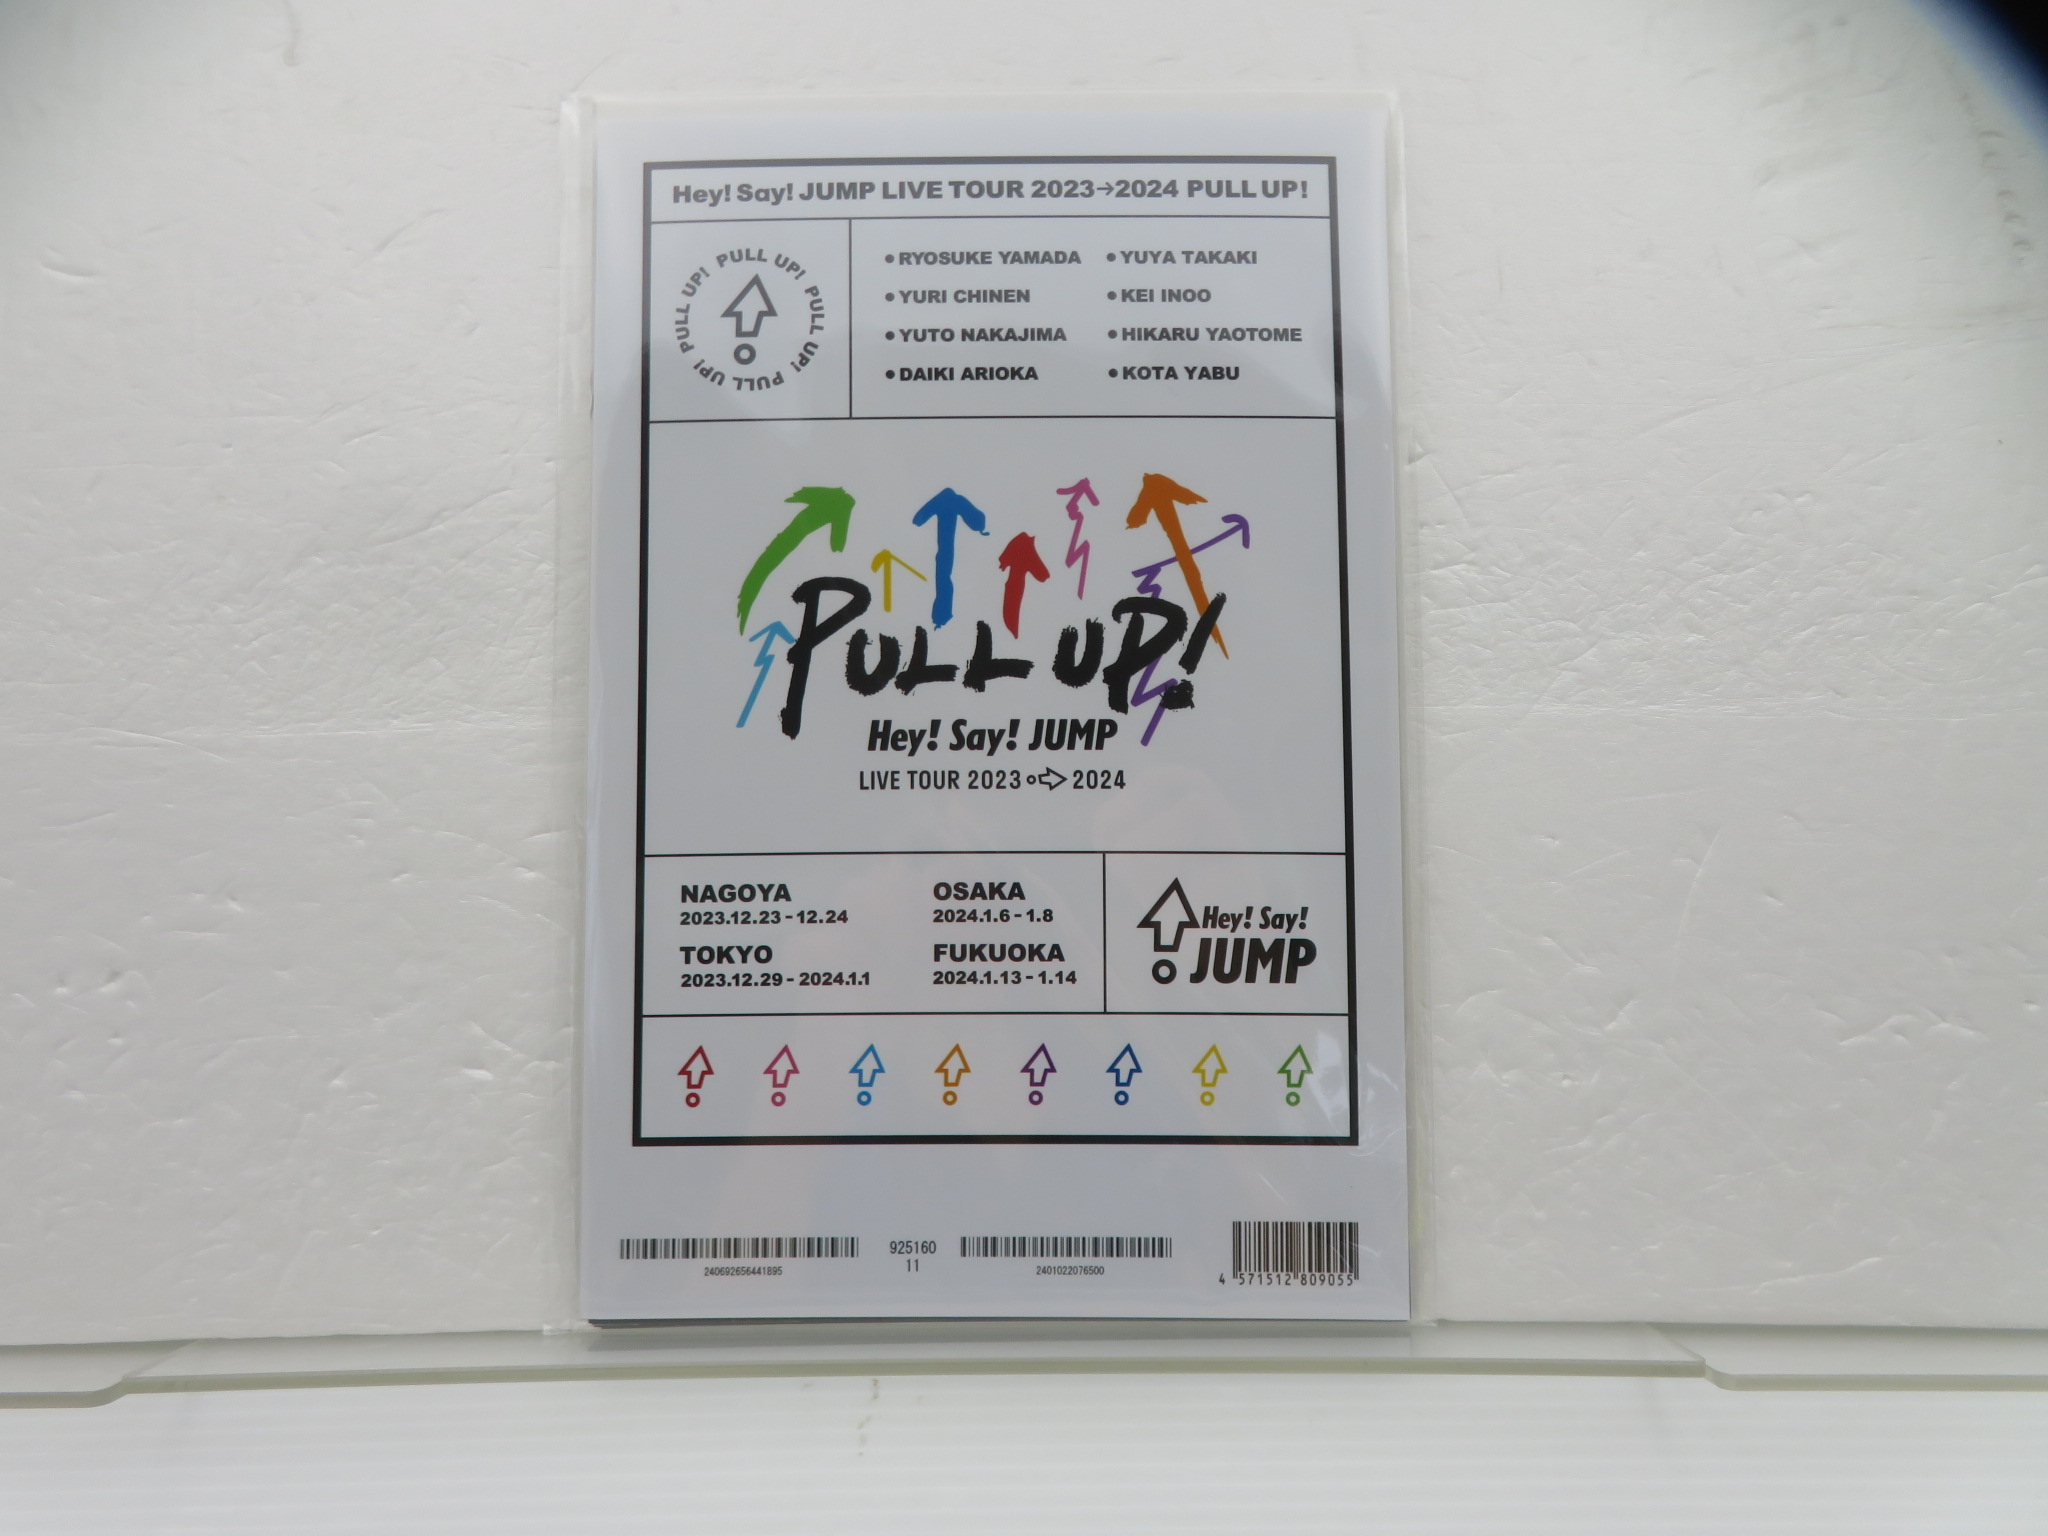 Hey! Say! JUMP LIVE TOUR 2023→2024 PULL UP!
PULL UP! PULL UP! PULL UP! PULL UP!
•RYOSUKE YAMADA
•YURI CHINEN
•YUTO NAKAJIMA
•DAIKI ARIOKA
•YUYA TAKAKI
•KEI INOO
•HIKARU YAOTOME
•KOTA YABU
PULL UP!
Hey! Say! JUMP
LIVE TOUR 2023 ⇨ 2024
NAGOYA
2023.12.23 - 12.24
TOKYO
2023.12.29 - 2024.1.1
OSAKA
2024.1.6 - 1.8
FUKUOKA
2024.1.13 - 1.14
Hey! Say!
JUMP
240692656441895
925160
11
2401022076500
4 571512 809055